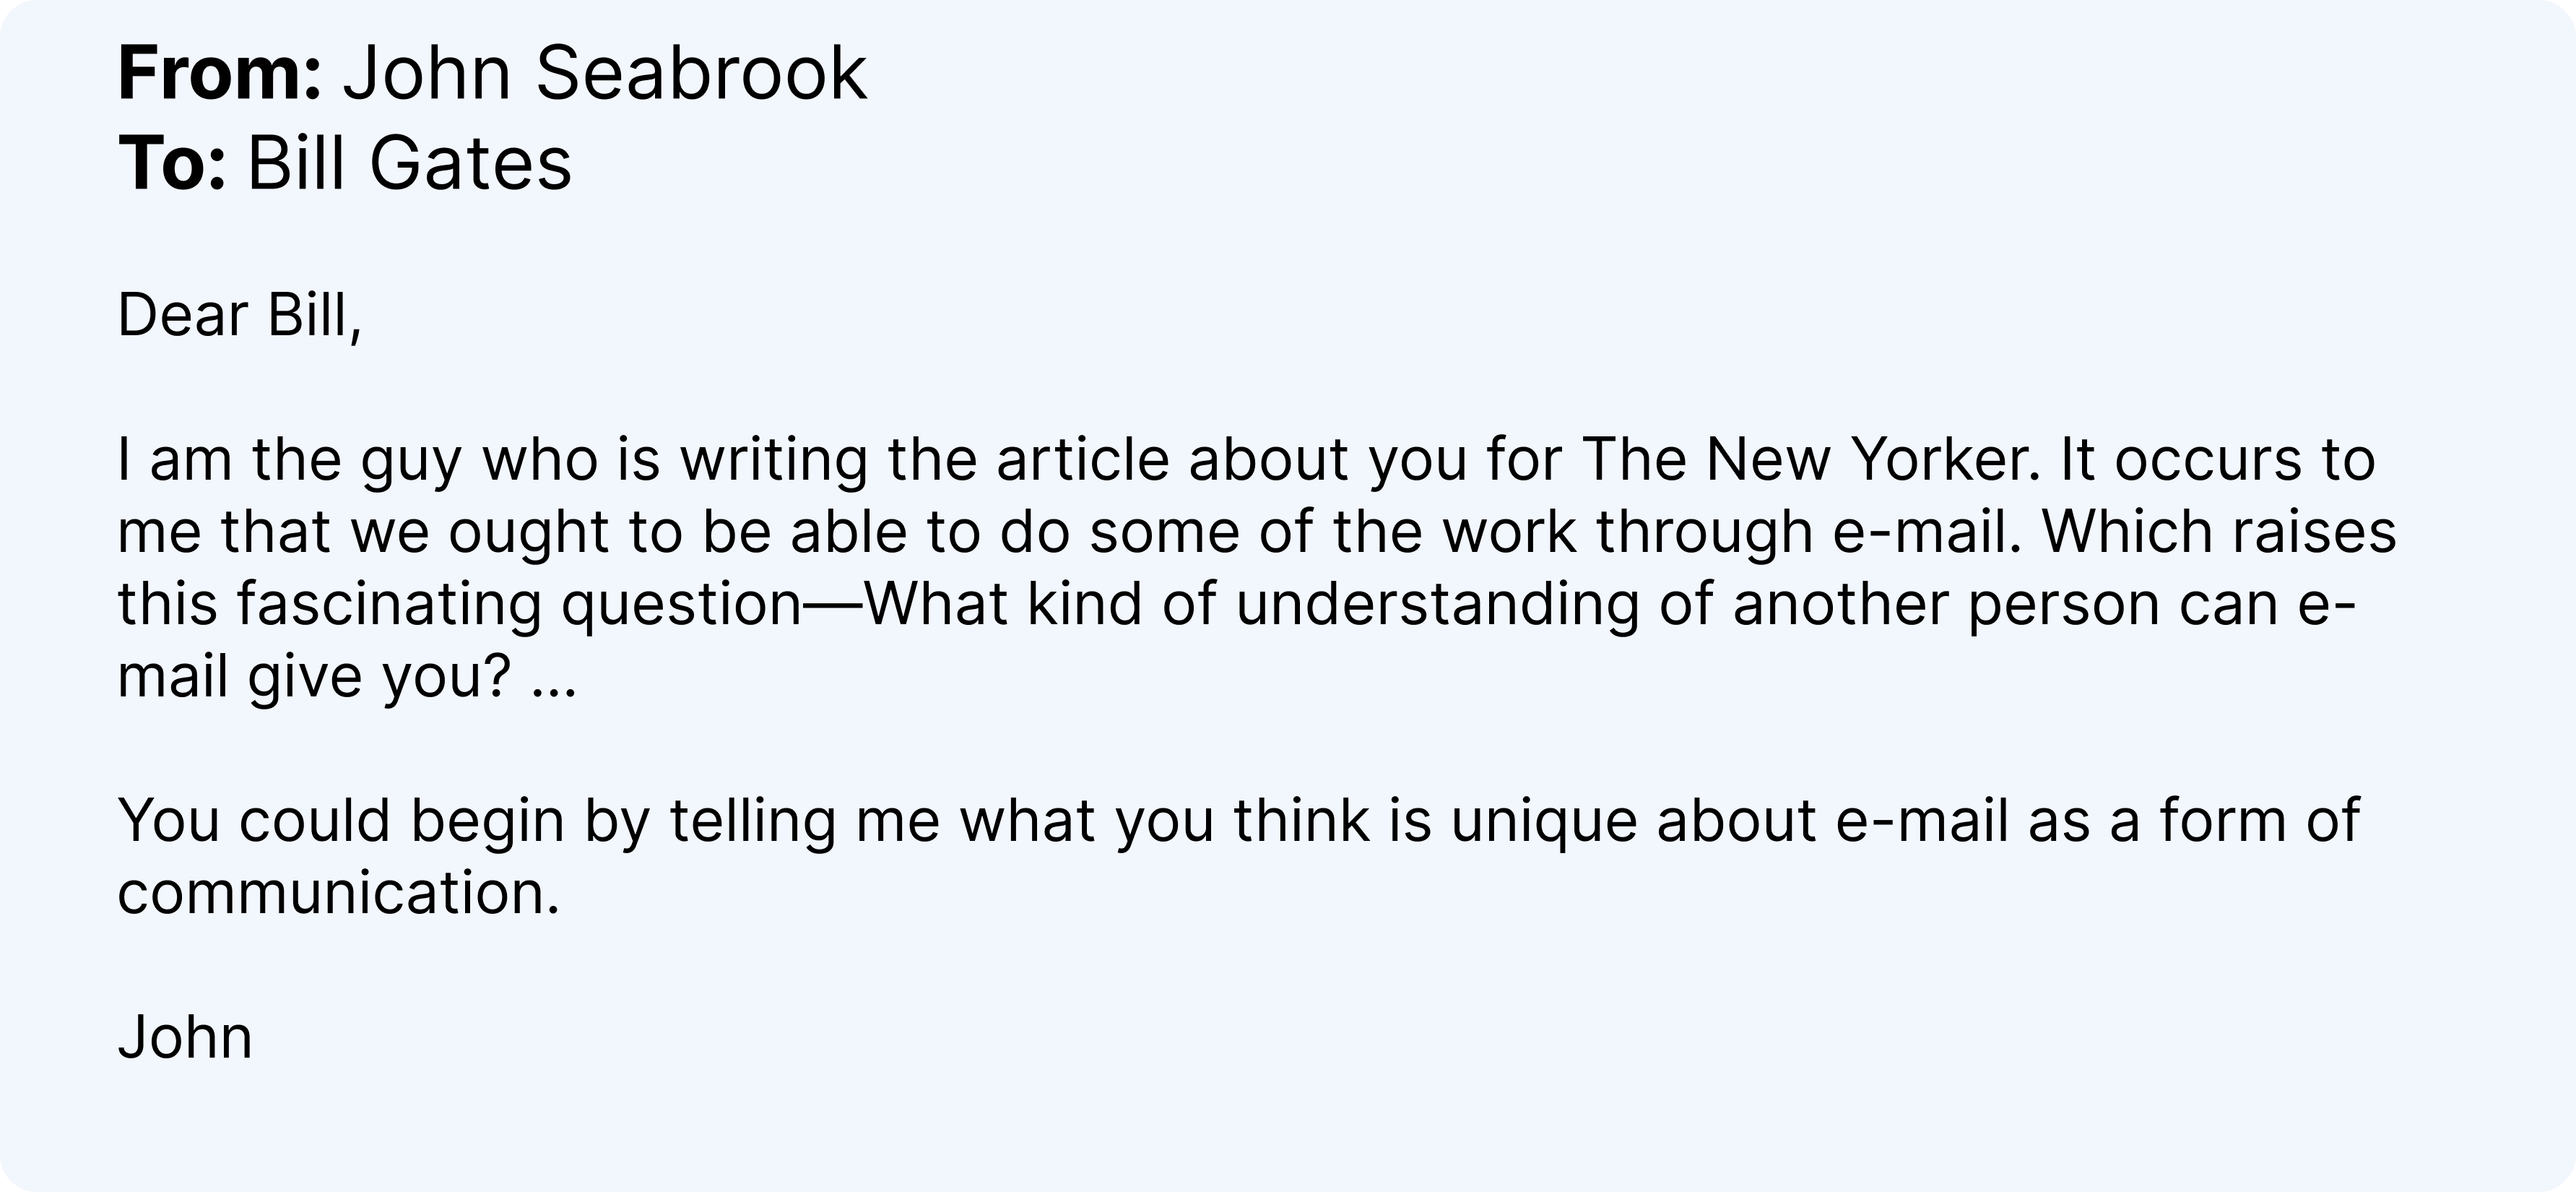 From: John Seabrook
To: Bill Gates
Dear Bill,
I am the guy who is writing the article about you for The New Yorker. It occurs to
me that we ought to be able to do some of the work through e-mail. Which raises
this fascinating question—What kind of understanding of another person can e-
mail give you? ...
You could begin by telling me what you think is unique about e-mail as a form of
communication.
John